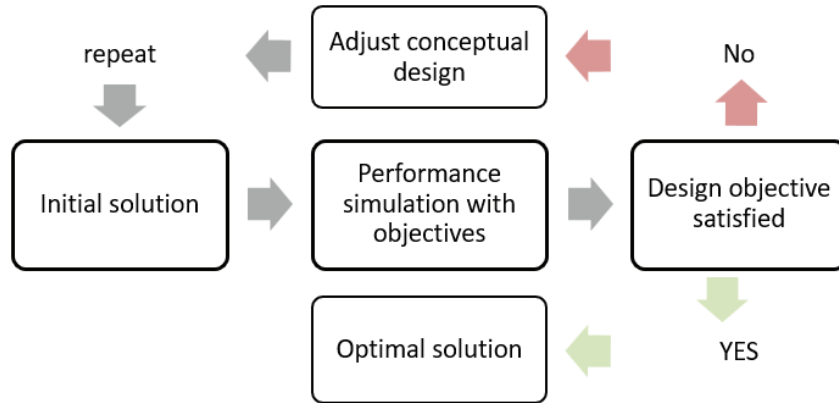 repeat
Adjust conceptual
design
No
Initial solution
Performance
simulation with
objectives
Design objective
satisfied
Optimal solution
YES